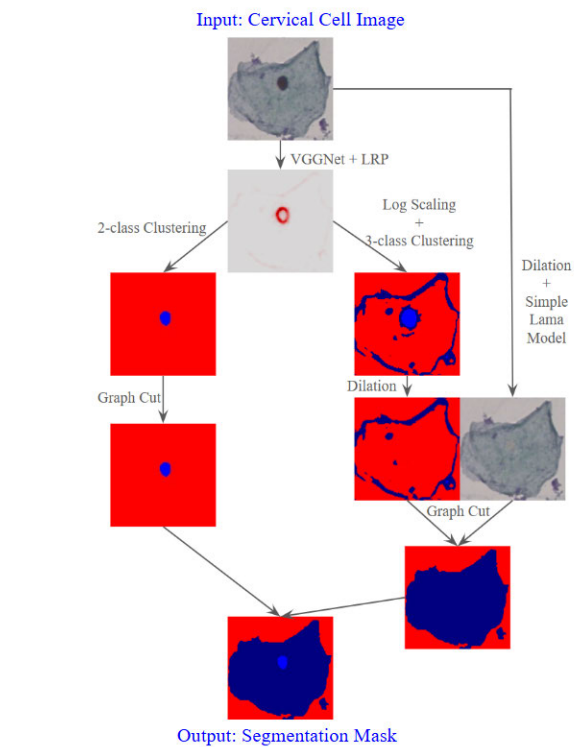 Input: Cervical Cell Image
VGGNet + LRP
2-class Clustering
Log Scaling
+
3-class Clustering
Dilation
+
Simple
Lama
Model
Dilation
Graph Cut
Graph Cut
Output: Segmentation Mask